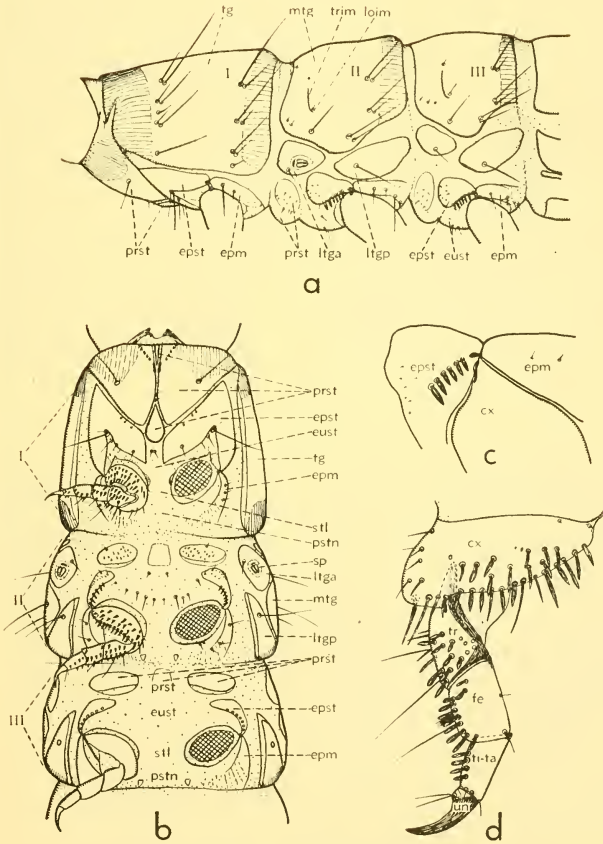 tg mtg trim loim
I II III
prst epst epm prst ltga ltgp epst eust epm
a
prst
epst
eust
I
tg
epm
stl
pstn
sp
ltga
II
mtg
ltgp
prst
prst
III
eust
epst
stl
epm
pstn
b
epst
epm
cx
c
cx
tr
fe
ti-ta
un
d